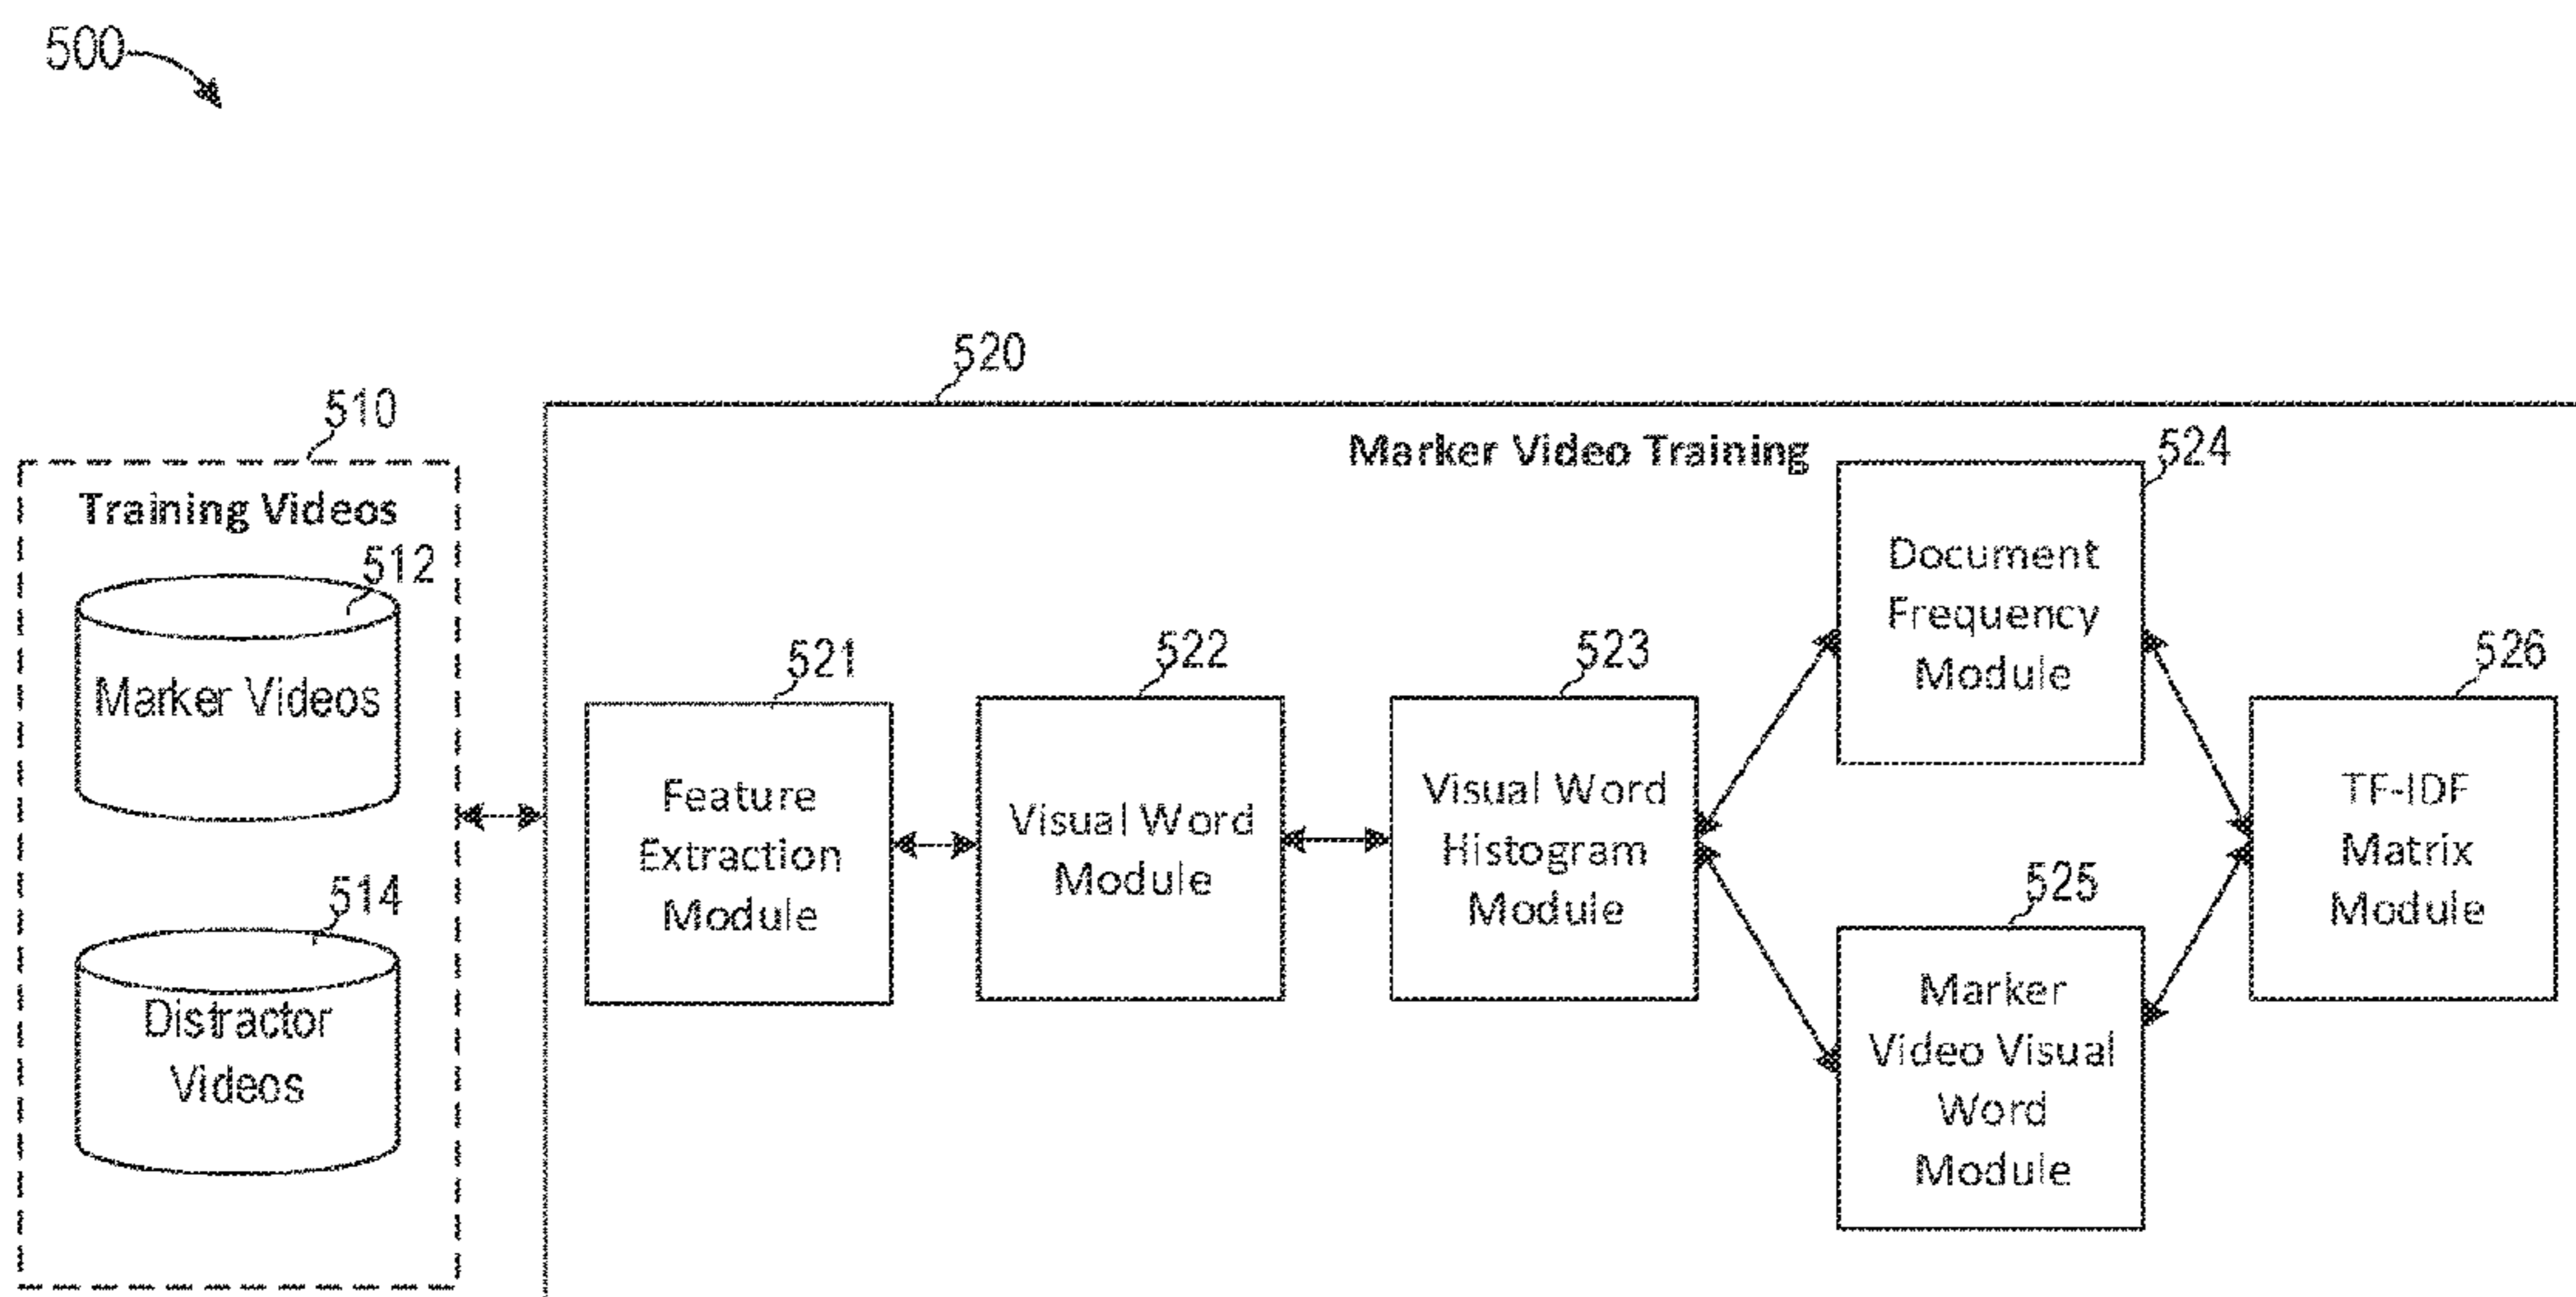 500
510
Training Videos
512
Marker Videos
514
Distractor
Videos
520
Marker Video Training
521
Feature
Extraction
Module
522
Visual Word
Module
523
Visual Word
Histogram
Module
524
Document
Frequency
Module
525
Marker
Video Visual
Word
Module
526
TF-IDF
Matrix
Module